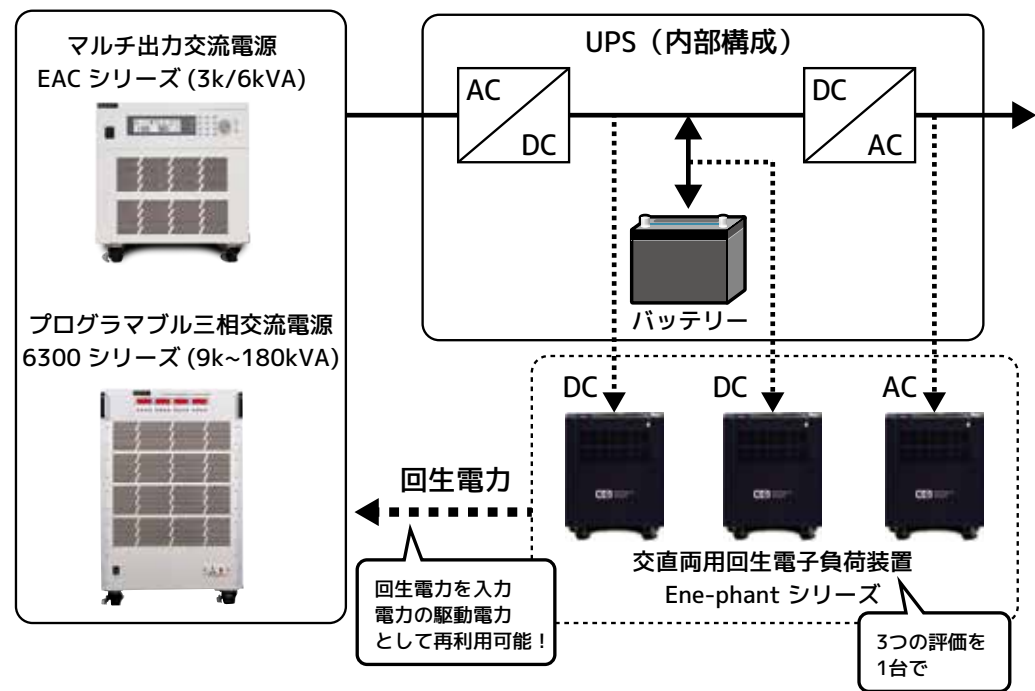 マルチ出力交流電源
EAC シリーズ (3k/6kVA)
プログラマブル三相交流電源
6300 シリーズ (9k~180kVA)
UPS（内部構成）
AC
DC
DC
AC
バッテリー
DC
DC
AC
回生電力
回生電力を入力
電力の駆動電力
として再利用可能！
交直両用回生電子負荷装置
Ene-phant シリーズ
3つの評価を
1台で